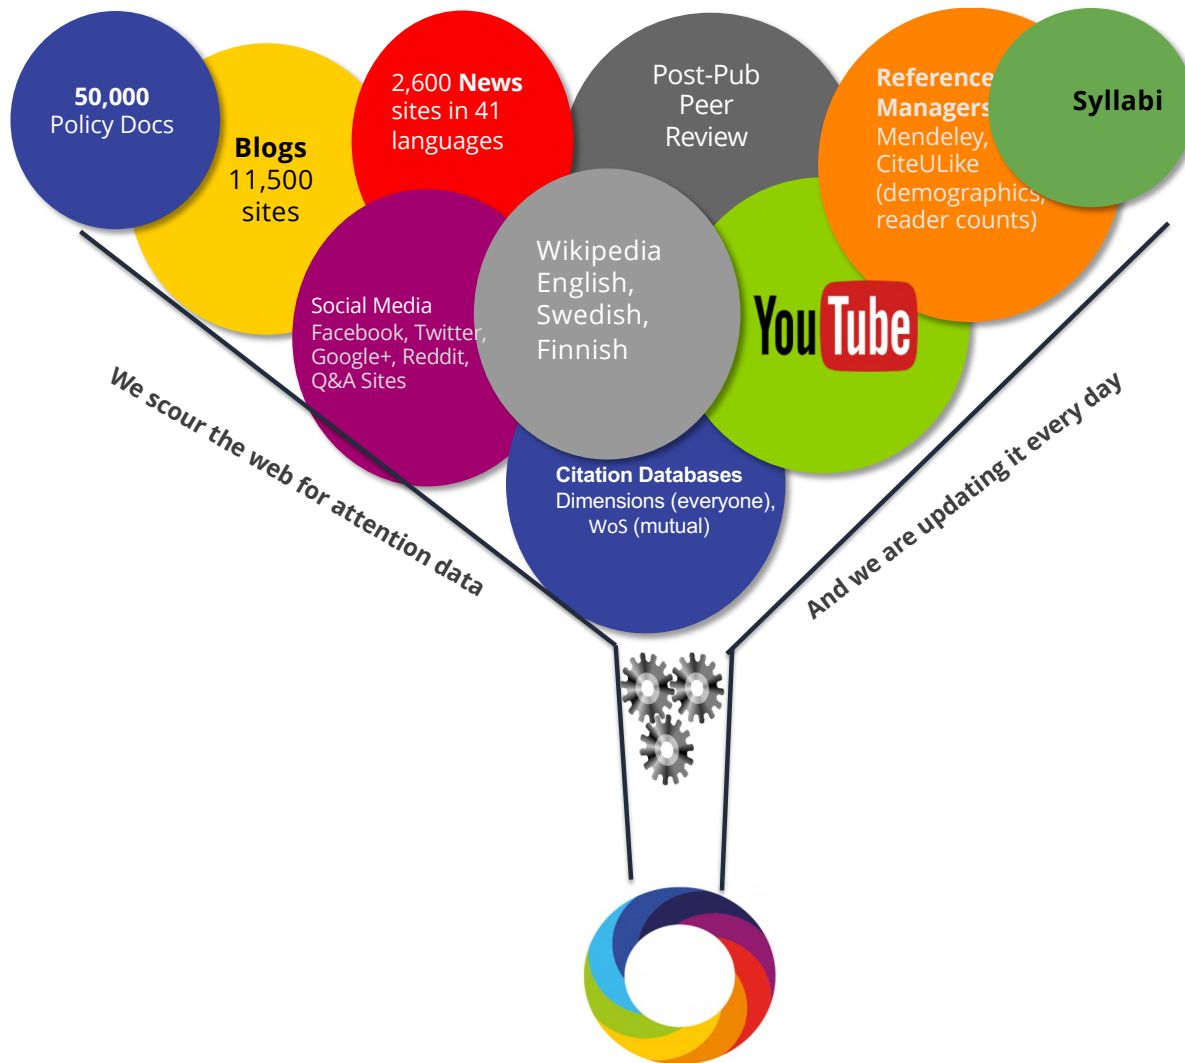 50,000
Policy Docs
Blogs
11,500
sites
2,600 News
sites in 41
languages
Post-Pub
Peer
Review
Reference
Managers
Mendeley,
CiteULike
(demographics,
reader counts)
Syllabi
Social Media
Facebook, Twitter,
Google+, Reddit,
Q&A Sites
Wikipedia
English,
Swedish,
Finnish
YouTube
Citation Databases
Dimensions (everyone),
WoS (mutual)
We scour the web for attention data
And we are updating it every day